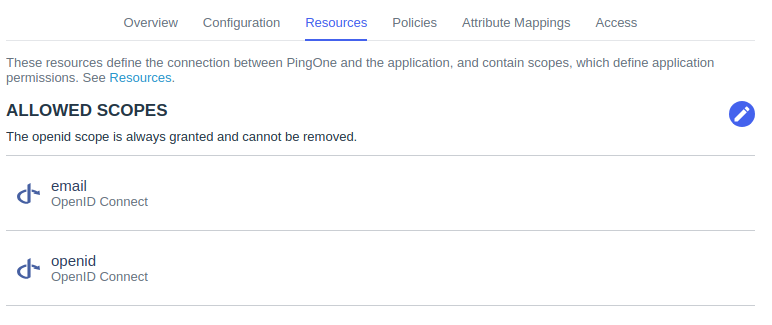 Overview Configuration Resources Policies Attribute Mappings Access
These resources define the connection between PingOne and the application, and contain scopes, which define application
permissions. See Resources.
ALLOWED SCOPES
The openid scope is always granted and cannot be removed.
email
OpenID Connect
openid
OpenID Connect